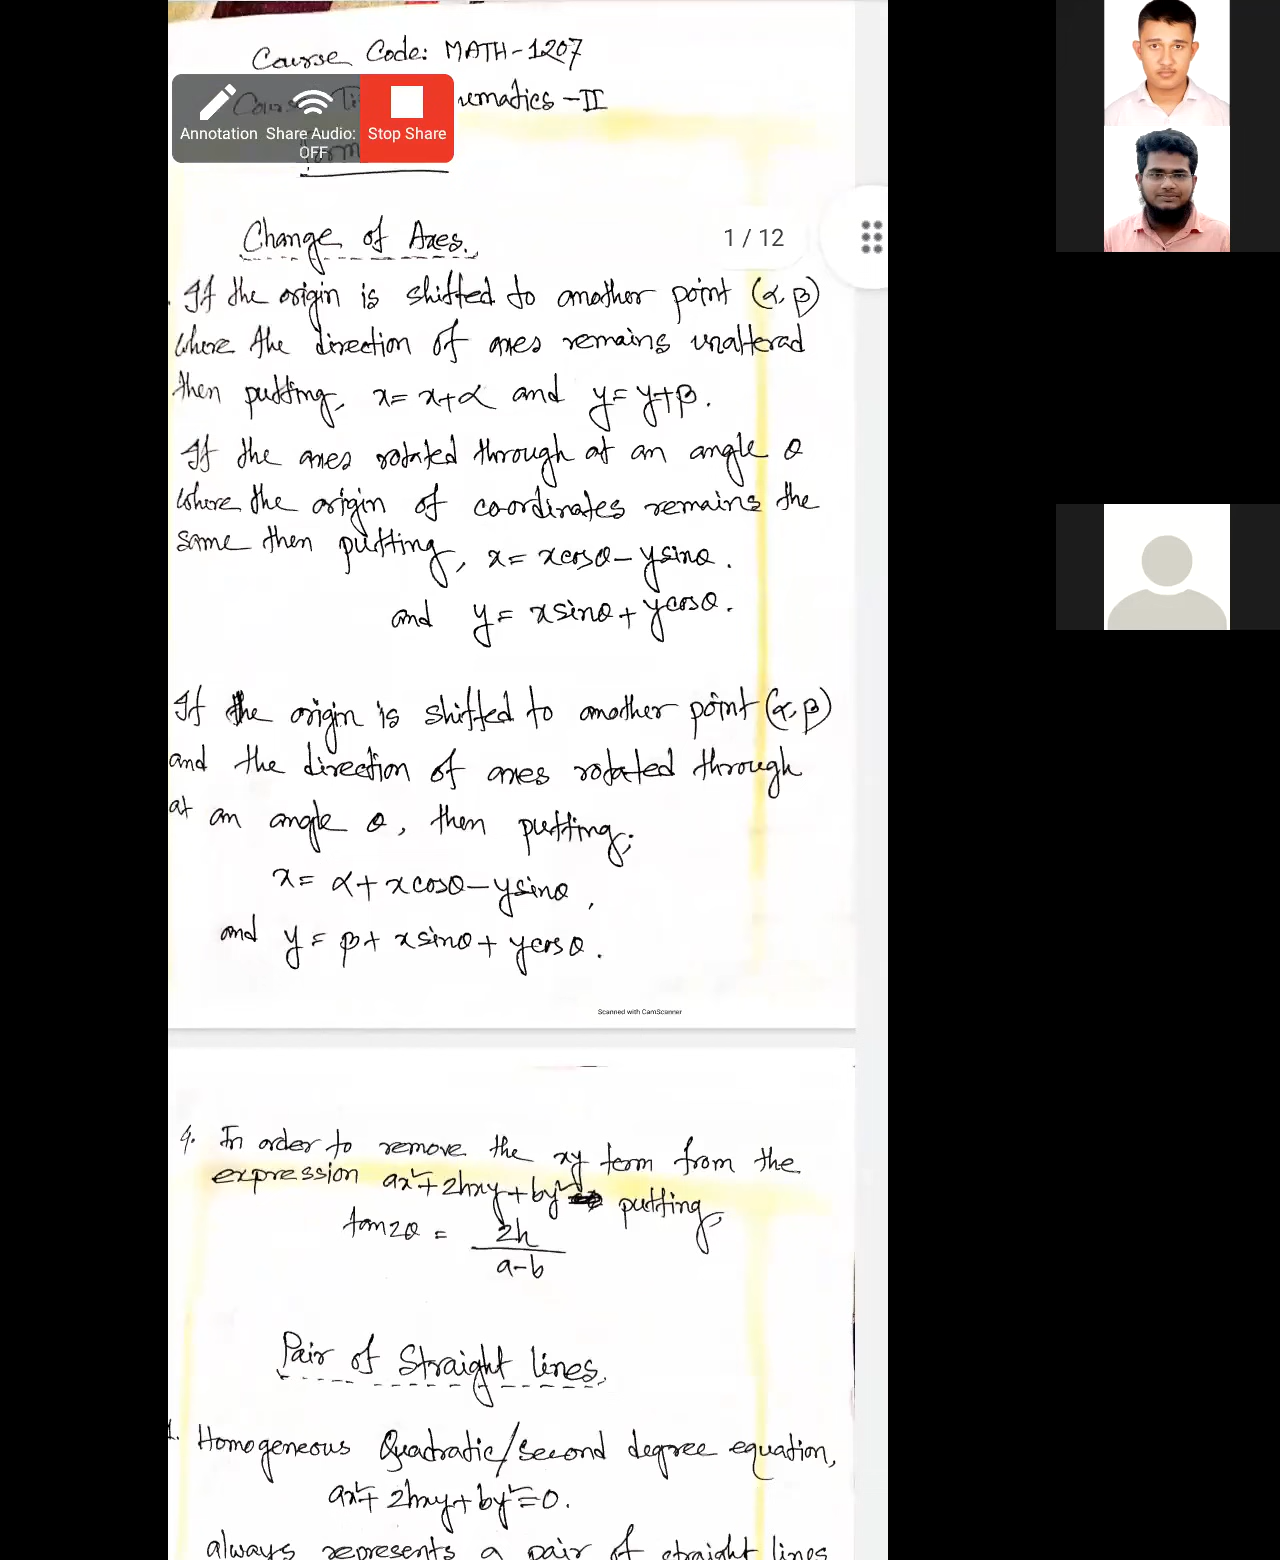 Course Code: MATH-1207
Annotation
Share Audio: OFF
Stop Share
ematics - II
Change of Axes.
1 / 12
If the origin is shifted to another point (α, β)
where the direction of axes remains unaltered
then putting, x = x+α and y = y+β.
If the axes rotated through at an angle θ
where the origin of coordinates remains the
same then putting, x = xcosθ - ysinθ.
and y = xsinθ + ycosθ.
If the origin is shifted to another point (α, β)
and the direction of axes rotated through
at an angle θ, then putting;
x = α + xcosθ - ysinθ,
and y = β + xsinθ + ycosθ.
Scanned with CamScanner
4. In order to remove the xy term from the
expression ax²+2hxy+by² putting,
tan2θ = 2h / a-b
Pair of Straight lines.
1. Homogeneous Quadratic/second degree equation,
ax²+2hxy+by²=0.
always represents a pair of straight lines